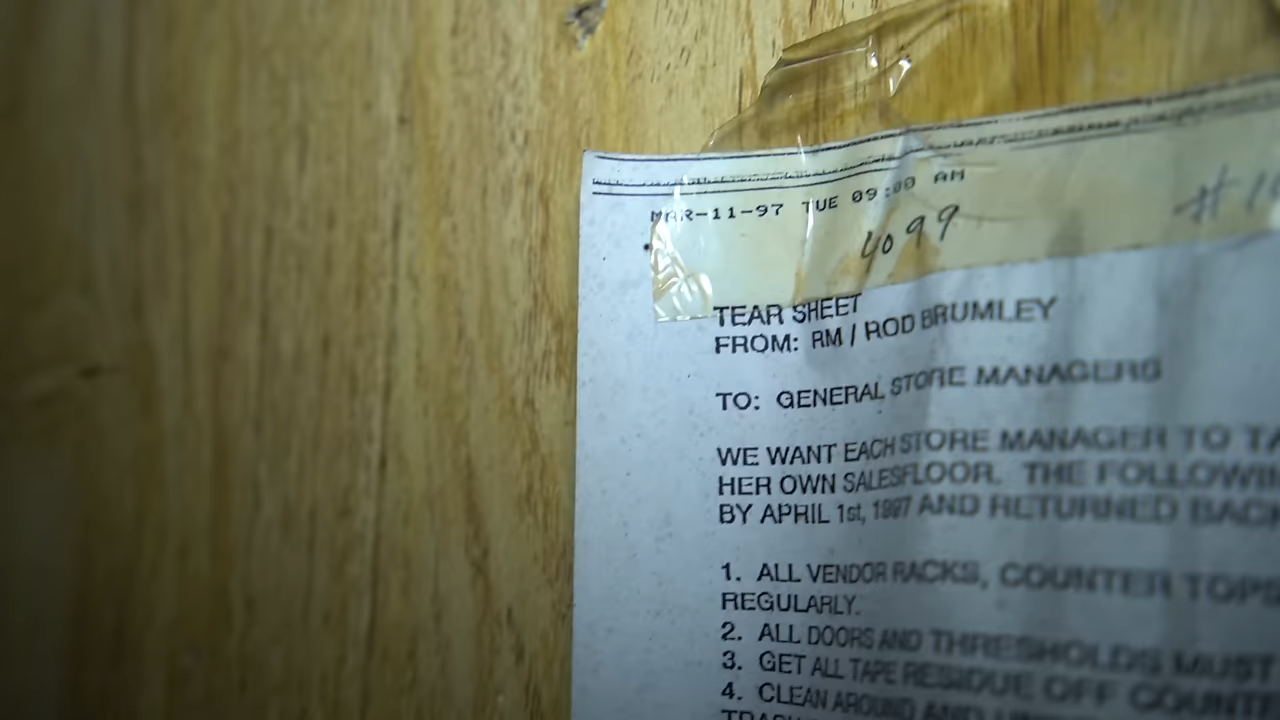 MAR-11-97 TUE 09:00 AM
4099
TEAR SHEET
FROM: RM / ROD BRUMLEY
TO: GENERAL STORE MANAGERS
WE WANT EACH STORE MANAGER TO
HER OWN SALESFLOOR. THE
BY APRIL 1st, 1997 AND RETURNED
1. ALL VENDOR RACKS, COUNTER TOPS
REGULARLY.
2. ALL DOORS AND THRESHOLDS MUST
3. GET ALL TAPE RESIDUE OFF
4. CLEAN AROUND AND